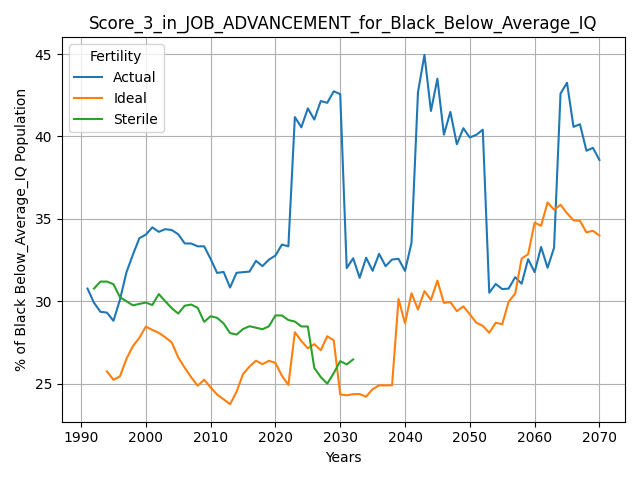 Score_3_in_JOB_ADVANCEMENT_for_Black_Below_Average_IQ
Fertility
Actual
Ideal
Sterile
% of Black Below_Average_IQ Population
45
40
35
30
25
1990 2000 2010 2020 2030 2040 2050 2060 2070
Years